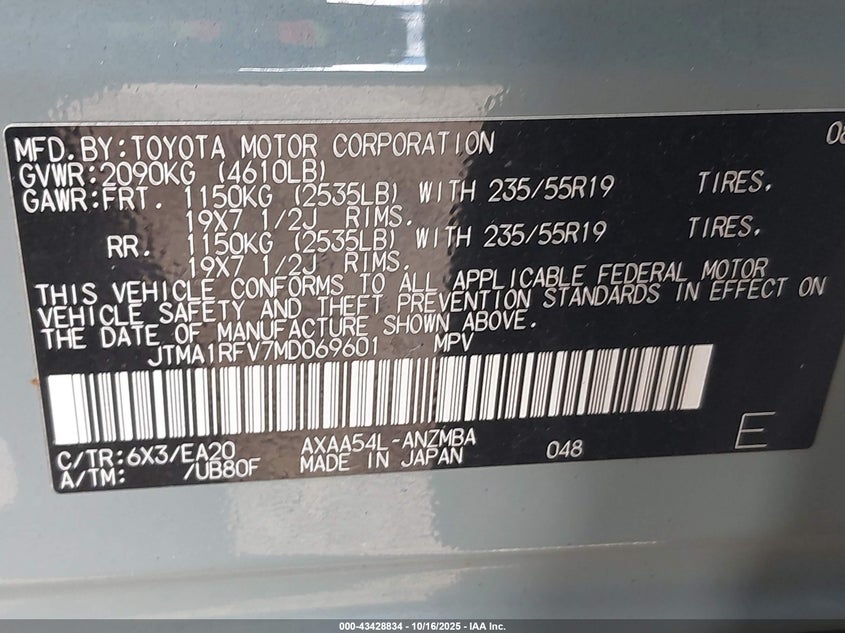 08
MFD. BY: TOYOTA MOTOR CORPORATION
GVWR: 2090KG (4610LB)
GAWR: FRT. 1150KG (2535LB) WITH 235/55R19 TIRES.
19X7 1/2J RIMS.
RR. 1150KG (2535LB) WITH 235/55R19 TIRES.
19X7 1/2J RIMS.
THIS VEHICLE CONFORMS TO ALL APPLICABLE FEDERAL MOTOR
VEHICLE SAFETY AND THEFT PREVENTION STANDARDS IN EFFECT ON
THE DATE OF MANUFACTURE SHOWN ABOVE.
JTMA1RFV7MD069601 MPV
C/TR: 6X3/EA20 AXAA54L-ANZMBA 048 E
A/TM: /UB80F MADE IN JAPAN
000-43428834 - 10/16/2025 - IAA Inc.